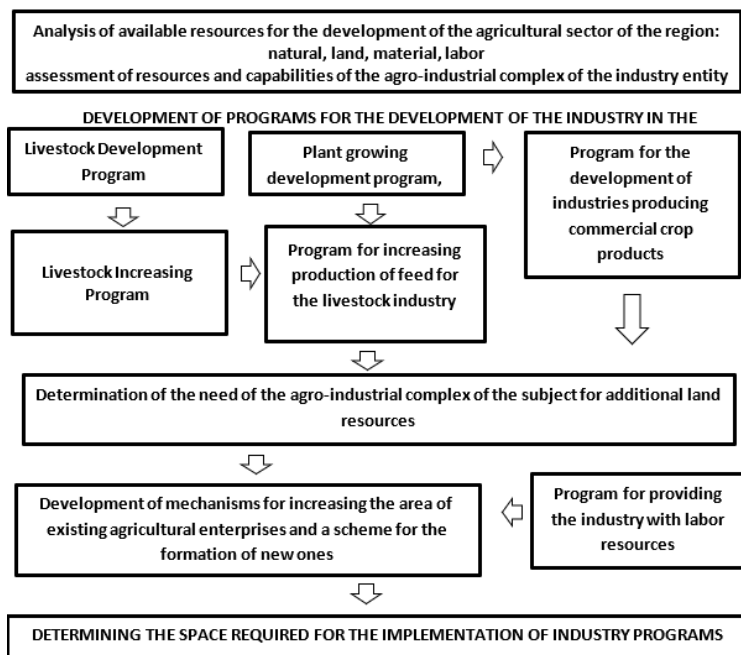 Analysis of available resources for the development of the agricultural sector of the region:
natural, land, material, labor
assessment of resources and capabilities of the agro-industrial complex of the industry entity
DEVELOPMENT OF PROGRAMS FOR THE DEVELOPMENT OF THE INDUSTRY IN THE
Livestock Development
Program
Plant growing
development program,
Program for the
development of
industries producing
commercial crop
products
Livestock Increasing
Program
Program for increasing
production of feed for
the livestock industry
Determination of the need of the agro-industrial complex of the subject for additional land
resources
Development of mechanisms for increasing the area of
existing agricultural enterprises and a scheme for the
formation of new ones
Program for providing
the industry with labor
resources
DETERMINING THE SPACE REQUIRED FOR THE IMPLEMENTATION OF INDUSTRY PROGRAMS